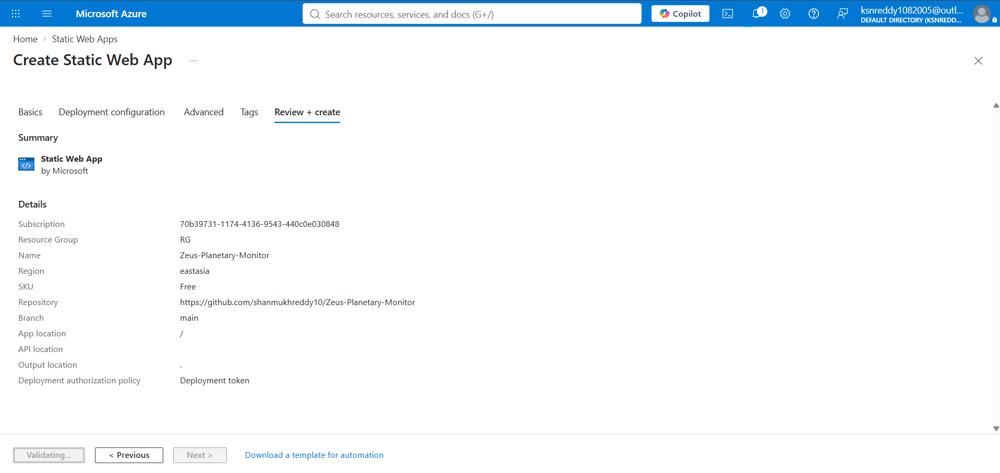 Microsoft Azure
Search resources, services, and docs (G+/)
Copilot
1
ksnreddy1082005@outl...
DEFAULT DIRECTORY (KSNREDD...
Home > Static Web Apps
Create Static Web App ...
Basics
Deployment configuration
Advanced
Tags
Review + create
Summary
Static Web App
by Microsoft
Details
Subscription 70b39731-1174-4136-9543-440c0e030848
Resource Group RG
Name Zeus-Planetary-Monitor
Region eastasia
SKU Free
Repository https://github.com/shanmukhreddy10/Zeus-Planetary-Monitor
Branch main
App location /
API location
Output location .
Deployment authorization policy Deployment token
Validating...
< Previous
Next >
Download a template for automation